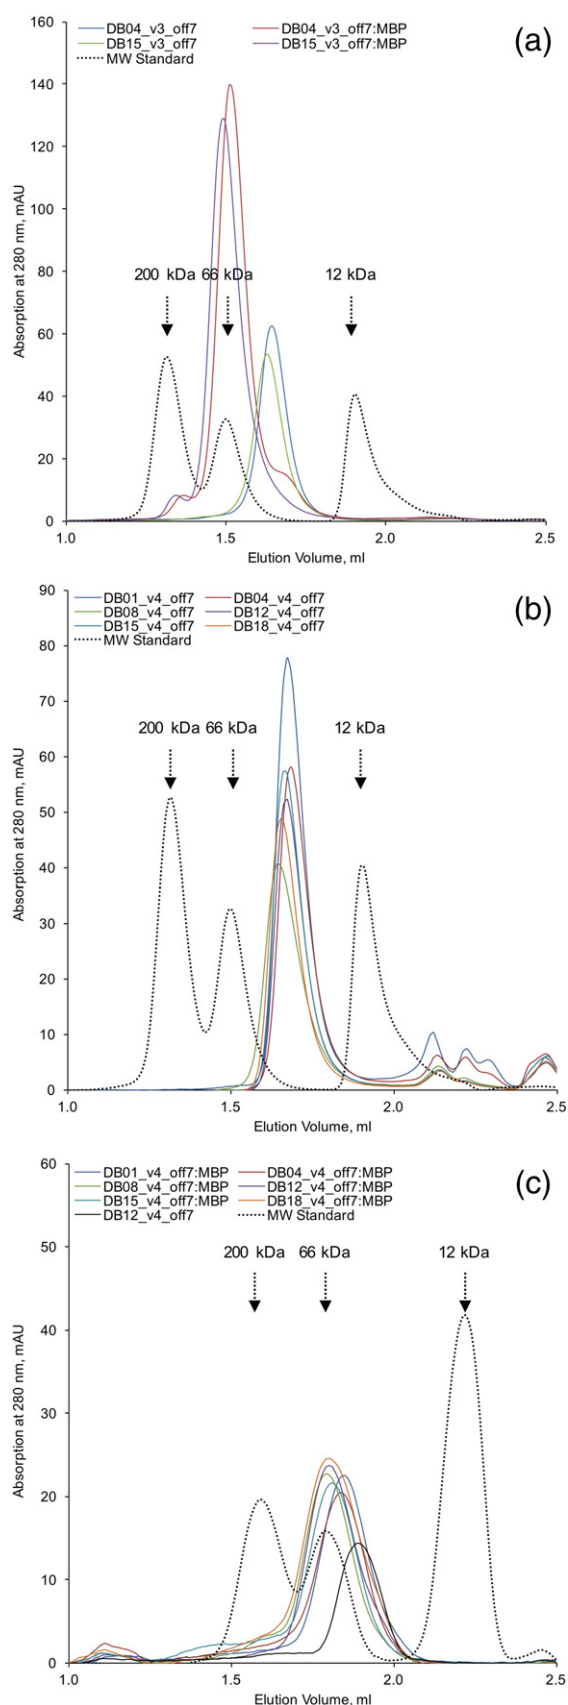 (a)
DB04_v3_off7 DB04_v3_off7:MBP
DB15_v3_off7 DB15_v3_off7:MBP
MW Standard
160
140
120
100
80
60
40
20
0
Absorption at 280 nm, mAU
200 kDa 66 kDa 12 kDa
1.0 1.5 2.0 2.5
Elution Volume, ml
(b)
DB01_v4_off7 DB04_v4_off7
DB08_v4_off7 DB12_v4_off7
DB15_v4_off7 DB18_v4_off7
MW Standard
90
80
70
60
50
40
30
20
10
0
Absorption at 280 nm, mAU
200 kDa 66 kDa 12 kDa
1.0 1.5 2.0 2.5
Elution Volume, ml
(c)
DB01_v4_off7:MBP DB04_v4_off7:MBP
DB08_v4_off7:MBP DB12_v4_off7:MBP
DB15_v4_off7:MBP DB18_v4_off7:MBP
DB12_v4_off7 MW Standard
60
50
40
30
20
10
0
Absorption at 280 nm, mAU
200 kDa 66 kDa 12 kDa
1.0 1.5 2.0 2.5
Elution Volume, ml